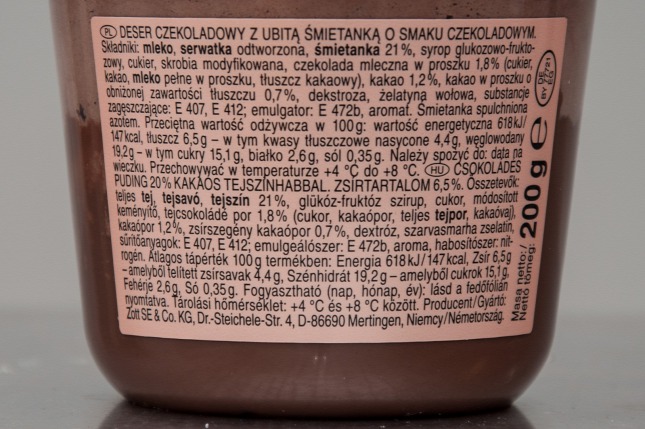 PL DESER CZEKOLADOWY Z UBITĄ ŚMIETANKĄ O SMAKU CZEKOLADOWYM.
Składniki: mleko, serwatka odtworzona, śmietanka 21%, syrop glukozowo-frukto-
zowy, cukier, skrobia modyfikowana, czekolada mleczna w proszku 1,8% (cukier,
kakao, mleko pełne w proszku, tłuszcz kakaowy), kakao 1,2%, kakao w proszku o
obniżonej zawartości tłuszczu 0,7%, dekstroza, żelatyna wołowa, substancje
zagęszczające: E 407, E 412; emulgator: E 472b, aromat. Śmietanka spulchniona
azotem. Przeciętna wartość odżywcza w 100g: wartość energetyczna 618kJ/
147kcal, tłuszcz 6,5g – w tym kwasy tłuszczowe nasycone 4,4g, węglowodany
19,2g – w tym cukry 15,1g, białko 2,6g, sól 0,35g. Należy spożyć do: data na
wieczku. Przechowywać w temperaturze +4 °C do +8 °C. HU CSOKOLÁDÉS
PUDING 20% KAKAÓS TEJSZÍNHABBAL. ZSÍRTARTALOM 6,5%. Összetevők:
teljes tej, tejsavó, tejszín 21%, glükóz-fruktóz szirup, cukor, módosított
keményítő, tejcsokoládé por 1,8% (cukor, kakaópor, teljes tejpor, kakaóvaj),
kakaópor 1,2%, zsírszegény kakaópor 0,7%, dextróz, szarvasmarha zselatin,
sűrítőanyagok: E 407, E 412; emulgeálószer: E 472b, aroma, habosítószer: nit-
rogén. Átlagos tápérték 100g termékben: Energia 618kJ/147kcal, Zsír 6,5g
–amelyből telített zsírsavak 4,4g, Szénhidrát 19,2g – amelyből cukrok 15,1g,
Fehérje 2,6g, Só 0,35g. Fogyasztható (nap, hónap, év): lásd a fedőfólián
nyomtatva. Tárolási hőmérséklet: +4 °C és +8 °C között. Producent/Gyártó:
Zott SE & Co. KG, Dr.-Steichele-Str. 4, D-86690 Mertingen, Niemcy/Németország.
DE
BY 77721
EG
Masa netto:/
Nettó tömeg: 200g e